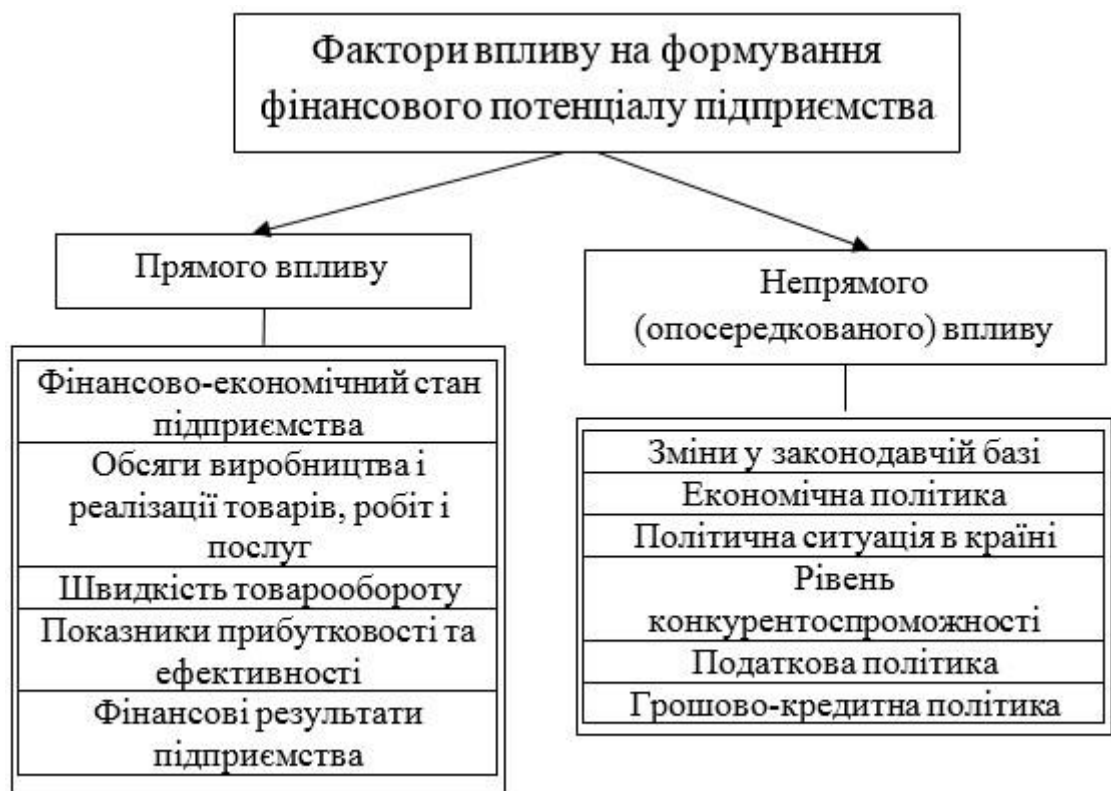 Фактори впливу на формування
фінансового потенціалу підприємства
Прямого впливу
Фінансово-економічний стан
підприємства
Обсяги виробництва і
реалізації товарів, робіт і
послуг
Швидкість товарообороту
Показники прибутковості та
ефективності
Фінансові результати
підприємства
Непрямого
(опосередкованого) впливу
Зміни у законодавчій базі
Економічна політика
Політична ситуація в країні
Рівень
конкурентоспроможності
Податкова політика
Грошово-кредитна політика